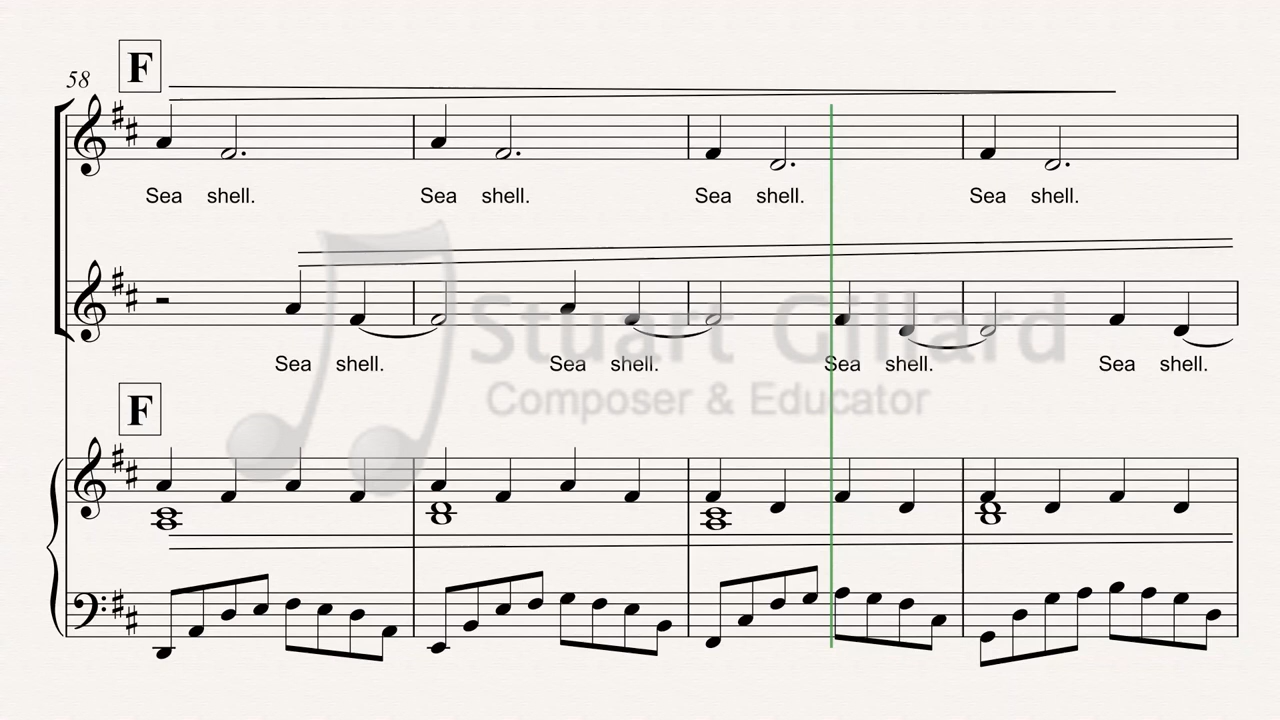 F
58
Sea shell. Sea shell. Sea shell. Sea shell.
Sea shell. Sea shell. Sea shell. Sea shell.
Stuart Gillard
Composer & Educator
F